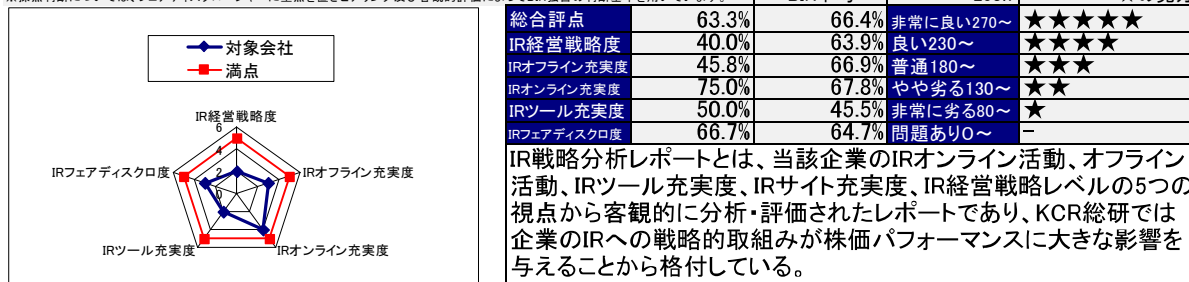 対象会社
満点
IR経営戦略度
6
4
2
0
IRフェアディスクロ度
IRオフライン充実度
IRツール充実度
IRオンライン充実度
総合評点 63.3% 66.4% 非常に良い270～ ★★★★★
IR経営戦略度 40.0% 63.9% 良い230～ ★★★★
IRオフライン充実度 45.8% 66.9% 普通180～ ★★★
IRオンライン充実度 75.0% 67.8% やや劣る130～ ★★
IRツール充実度 50.0% 45.5% 非常に劣る80～ ★
IRフェアディスクロ度 66.7% 64.7% 問題あり0～ −
IR戦略分析レポートとは、当該企業のIRオンライン活動、オフライン
活動、IRツール充実度、IRサイト充実度、IR経営戦略レベルの5つの
視点から客観的に分析・評価されたレポートであり、KCR総研では
企業のIRへの戦略的取組みが株価パフォーマンスに大きな影響を
与えることから格付している。